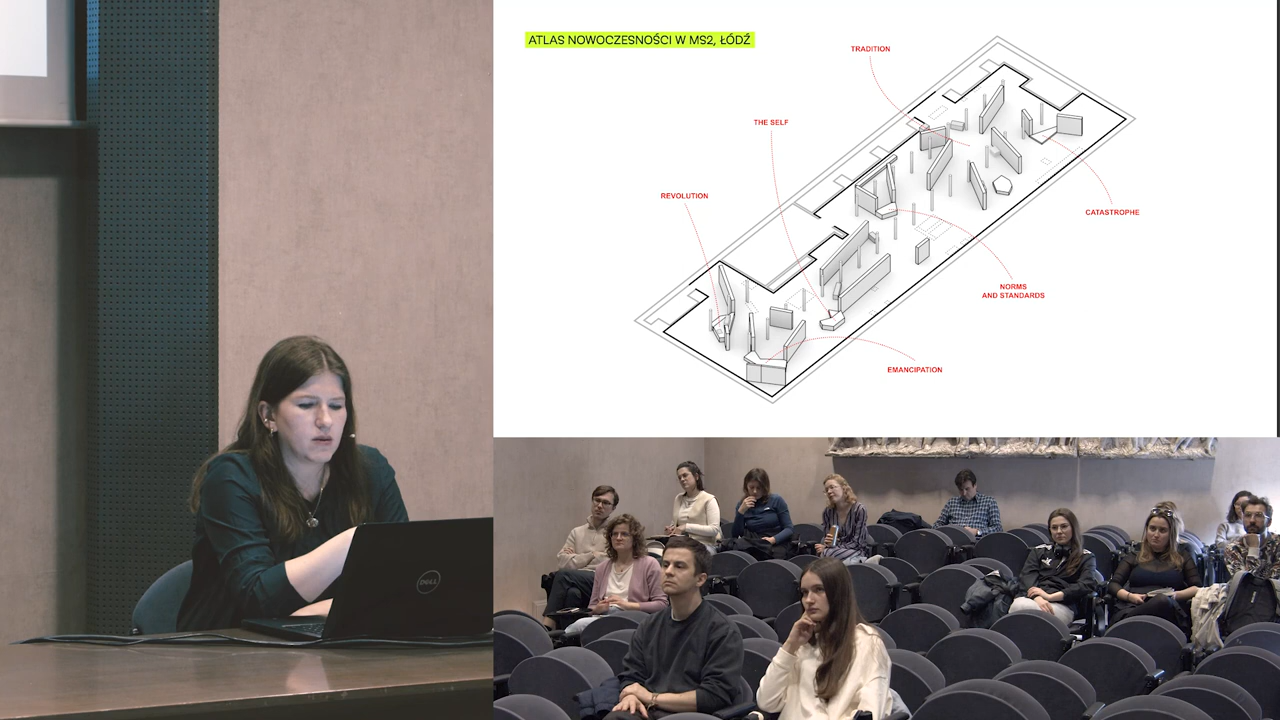 ATLAS NOWOCZESNOŚCI W MS2, ŁÓDŹ
TRADITION
THE SELF
REVOLUTION
CATASTROPHE
NORMS
AND STANDARDS
EMANCIPATION
DELL